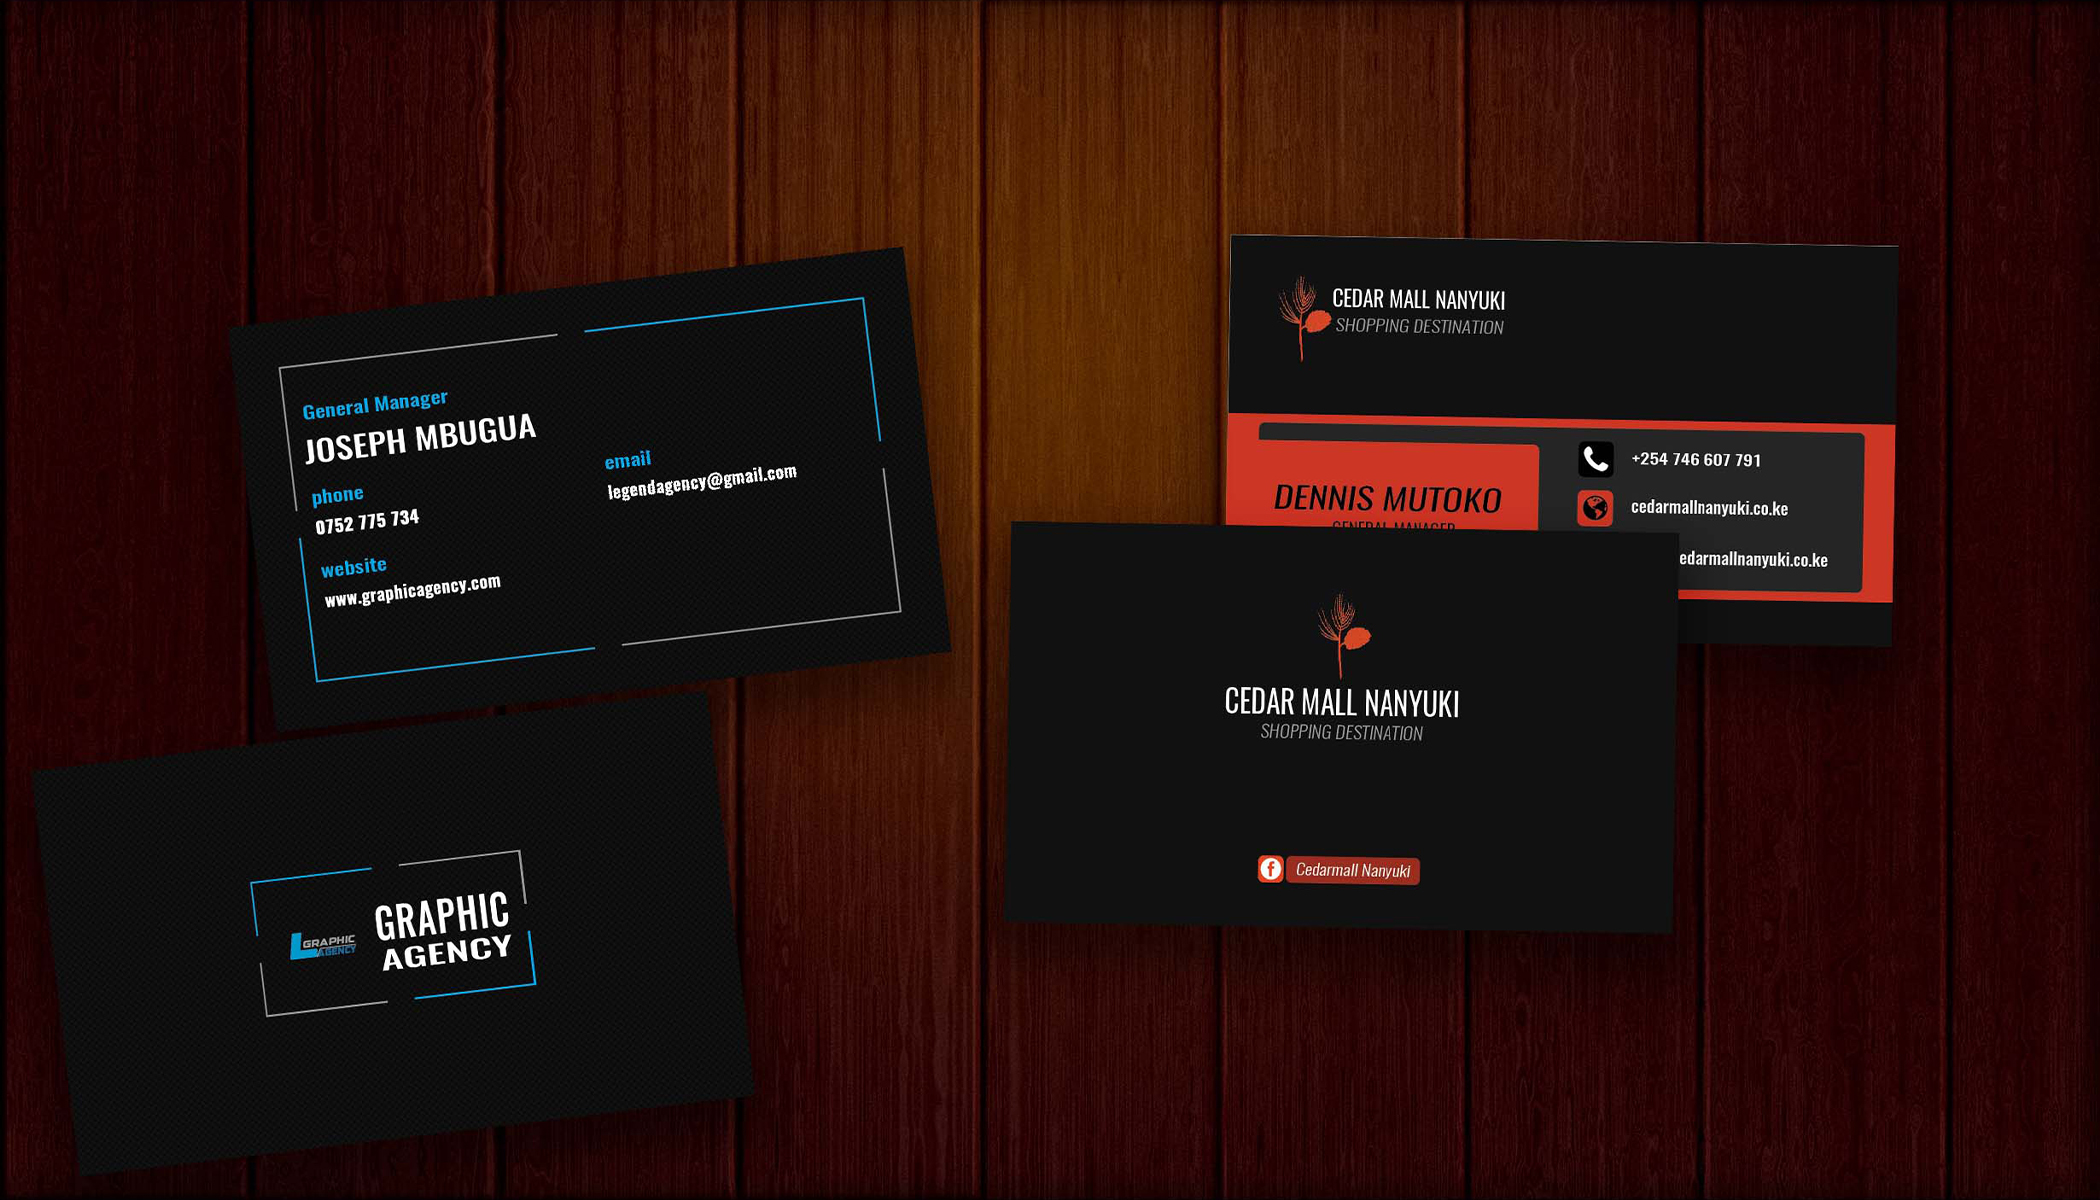 General Manager
JOSEPH MBUGUA
phone
0752 775 734
website
www.graphicagency.com
email
legendagency@gmail.com
GRAPHIC
AGENCY
GRAPHIC
AGENCY
CEDAR MALL NANYUKI
SHOPPING DESTINATION
DENNIS MUTOKO
GENERAL MANAGER
+254 746 607 791
cedarmallnanyuki.co.ke
edarmallnanyuki.co.ke
CEDAR MALL NANYUKI
SHOPPING DESTINATION
Cedarmall Nanyuki